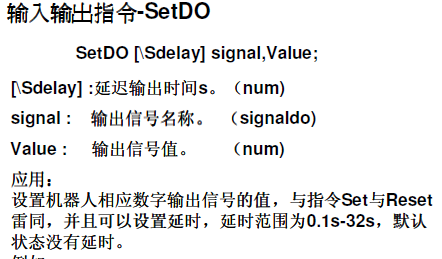 输入输出指令-SetDO
SetDO [\Sdelay] signal,Value;
[\Sdelay] :延迟输出时间s。（num)
signal： 输出信号名称。 （signaldo)
Value： 输出信号值。 （num)
应用：
设置机器人相应数字输出信号的值，与指令Set与Reset
雷同，并且可以设置延时，延时范围为0.1s-32s，默认
状态没有延时。